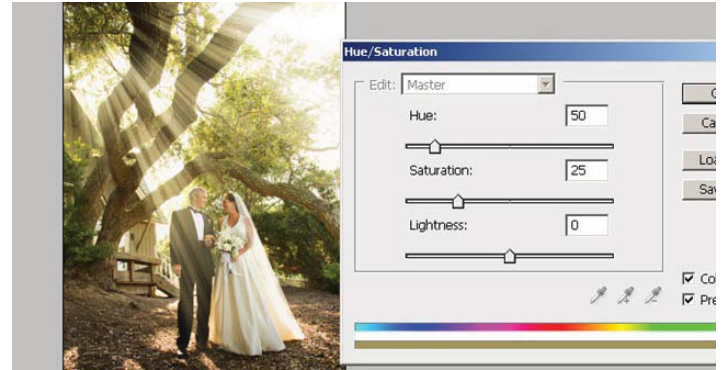 Hue/Saturation
Edit: Master
Hue: 50
Saturation: 25
Lightness: 0